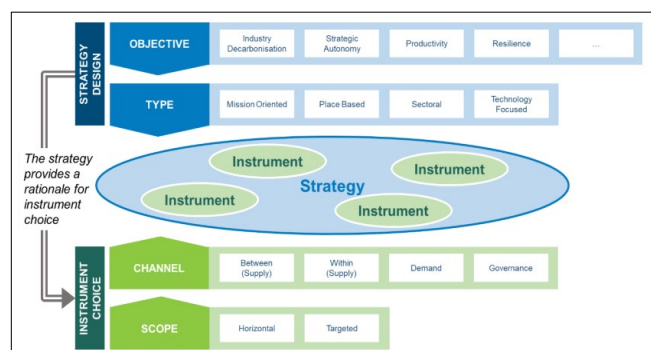 STRATEGY
DESIGN
OBJECTIVE
Industry
Decarbonisation
Strategic
Autonomy
Productivity
Resilience
...
TYPE
Mission Oriented
Place Based
Sectoral
Technology
Focused
The strategy
provides a
rationale for
instrument
choice
Instrument
Instrument
Strategy
Instrument
Instrument
INSTRUMENT
CHOICE
CHANNEL
Between
(Supply)
Within
(Supply)
Demand
Governance
SCOPE
Horizontal
Targeted